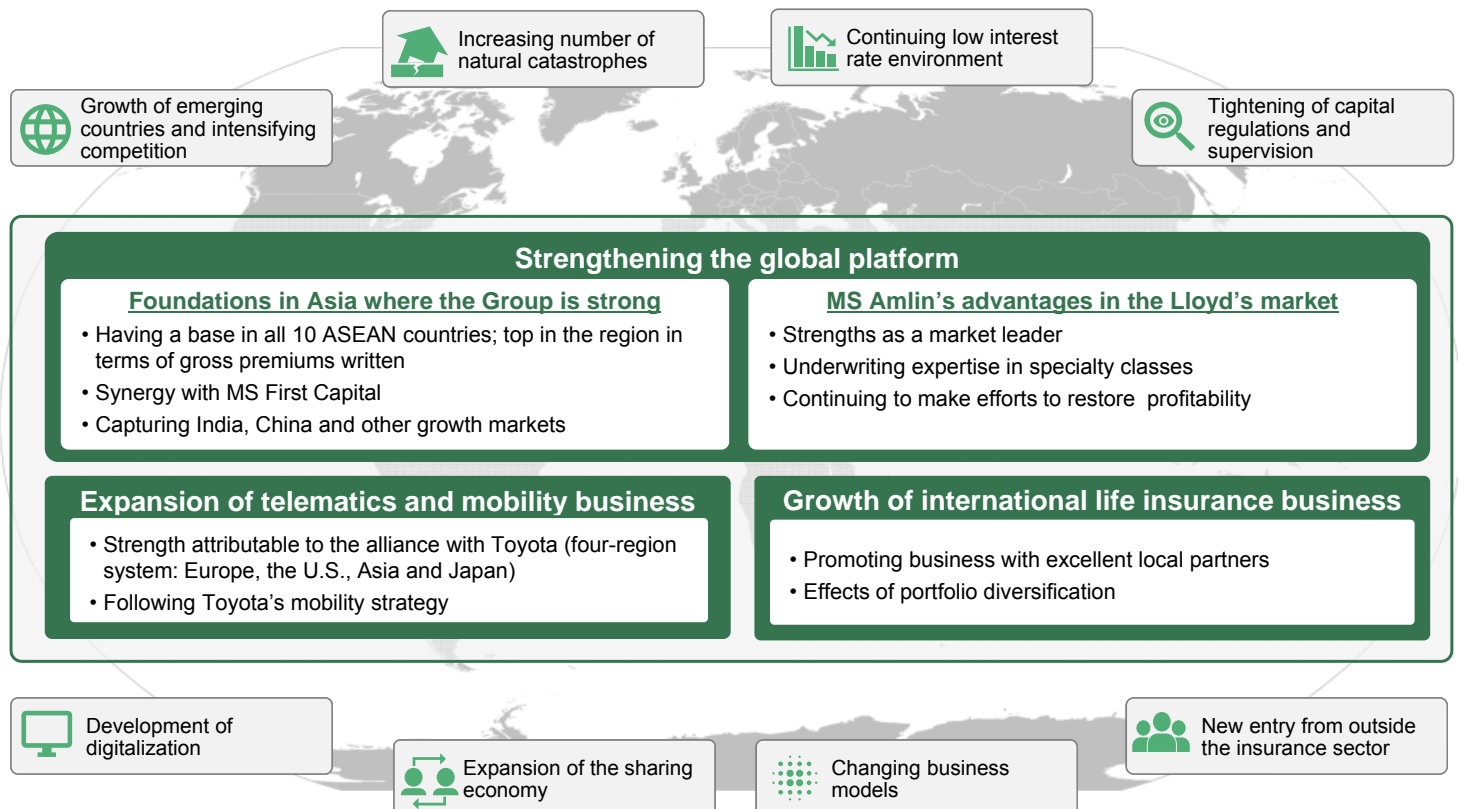 Increasing number of
natural catastrophes
Continuing low interest
rate environment
Growth of emerging
countries and intensifying
competition
Tightening of capital
regulations and
supervision
Strengthening the global platform
Foundations in Asia where the Group is strong
• Having a base in all 10 ASEAN countries; top in the region in
terms of gross premiums written
• Synergy with MS First Capital
• Capturing India, China and other growth markets
MS Amlin’s advantages in the Lloyd’s market
• Strengths as a market leader
• Underwriting expertise in specialty classes
• Continuing to make efforts to restore profitability
Expansion of telematics and mobility business
• Strength attributable to the alliance with Toyota (four-region
system: Europe, the U.S., Asia and Japan)
• Following Toyota’s mobility strategy
Growth of international life insurance business
• Promoting business with excellent local partners
• Effects of portfolio diversification
Development of
digitalization
Expansion of the sharing
economy
Changing business
models
New entry from outside
the insurance sector